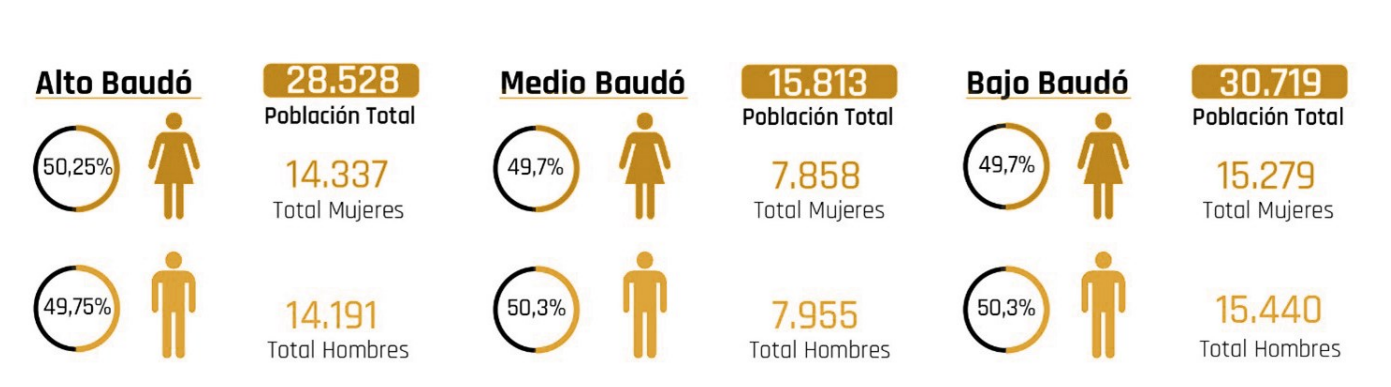 Alto Baudó
28.528
Población Total
50,25%
14.337
Total Mujeres
49,75%
14.191
Total Hombres
Medio Baudó
15.813
Población Total
49,7%
7.858
Total Mujeres
50,3%
7.955
Total Hombres
Bajo Baudó
30.719
Población Total
49,7%
15.279
Total Mujeres
50,3%
15.440
Total Hombres